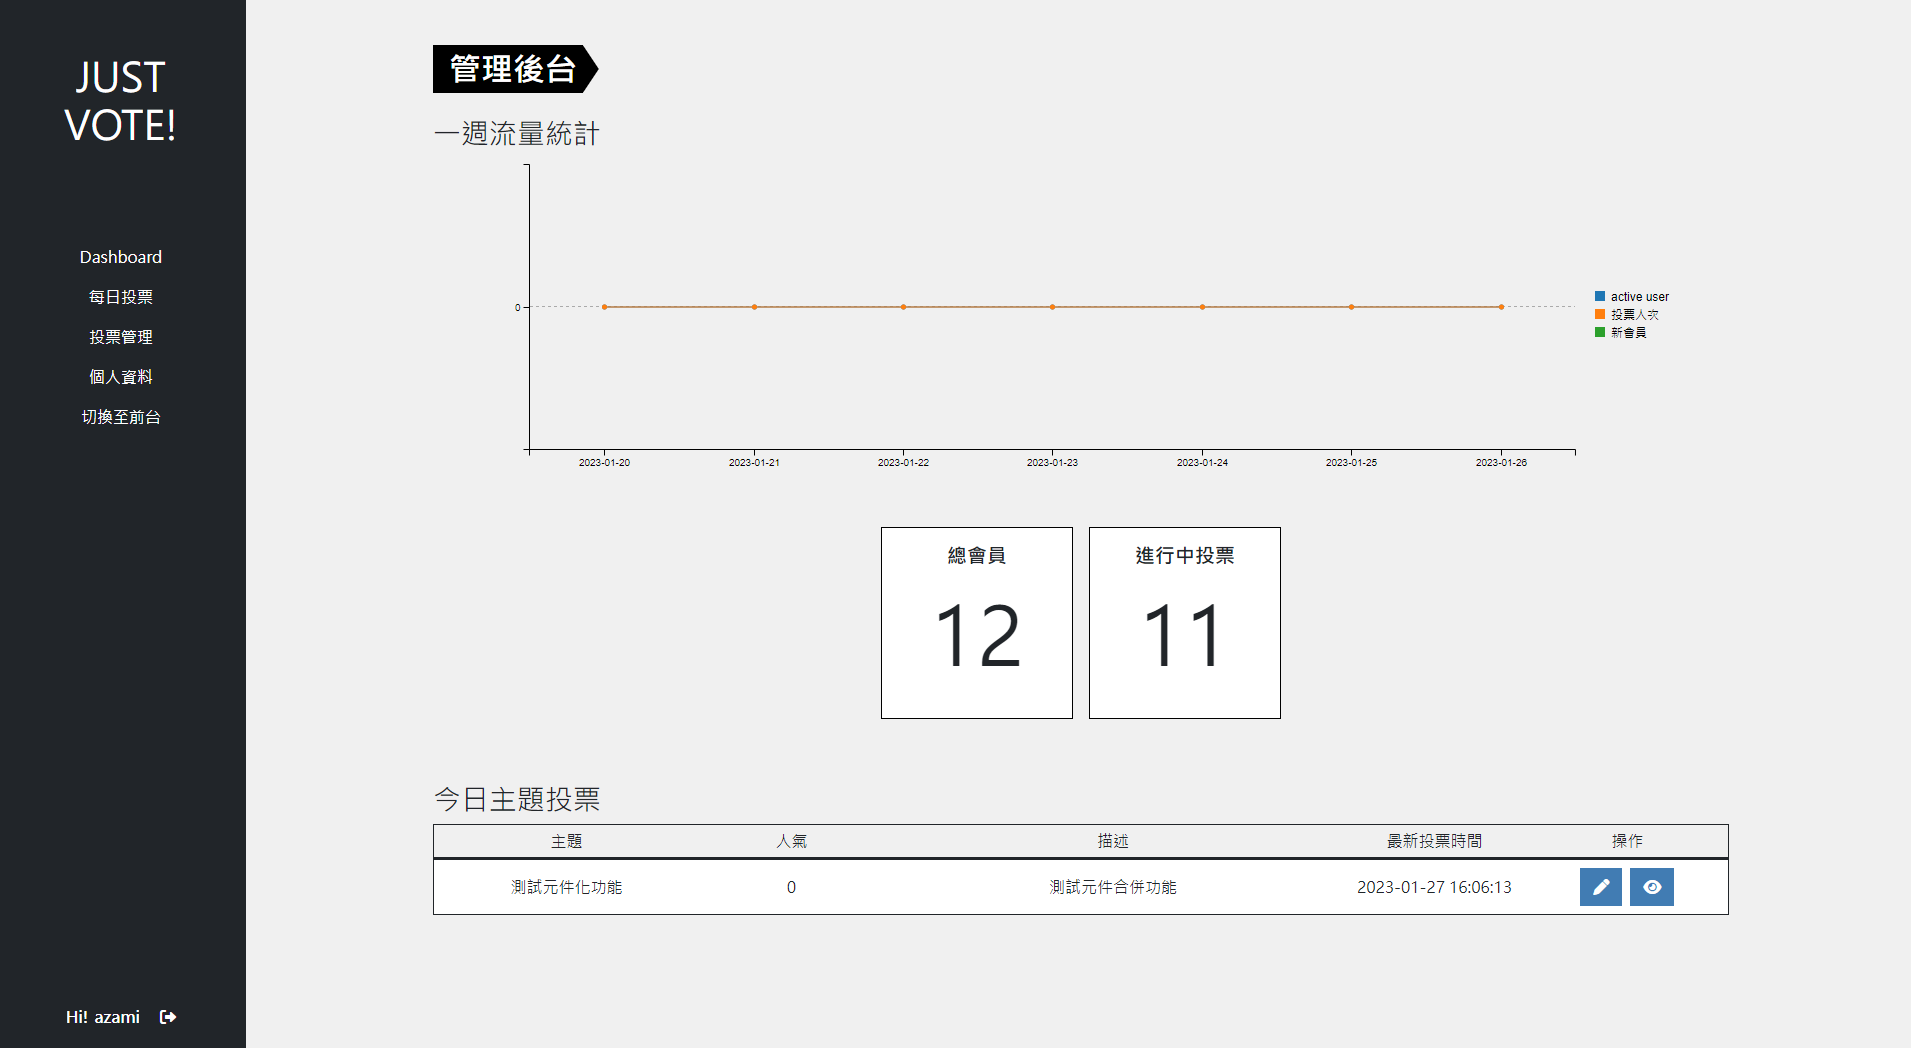 JUST
VOTE!
Dashboard
每日投票
投票管理
個人資料
切換至前台
Hi! azami
管理後台
一週流量統計
0
2023-01-20 2023-01-21 2023-01-22 2023-01-23 2023-01-24 2023-01-25 2023-01-26
active user
投票人次
新會員
總會員
12
進行中投票
11
今日主題投票
主題 人氣 描述 最新投票時間 操作
測試元件化功能 0 測試元件合併功能 2023-01-27 16:06:13